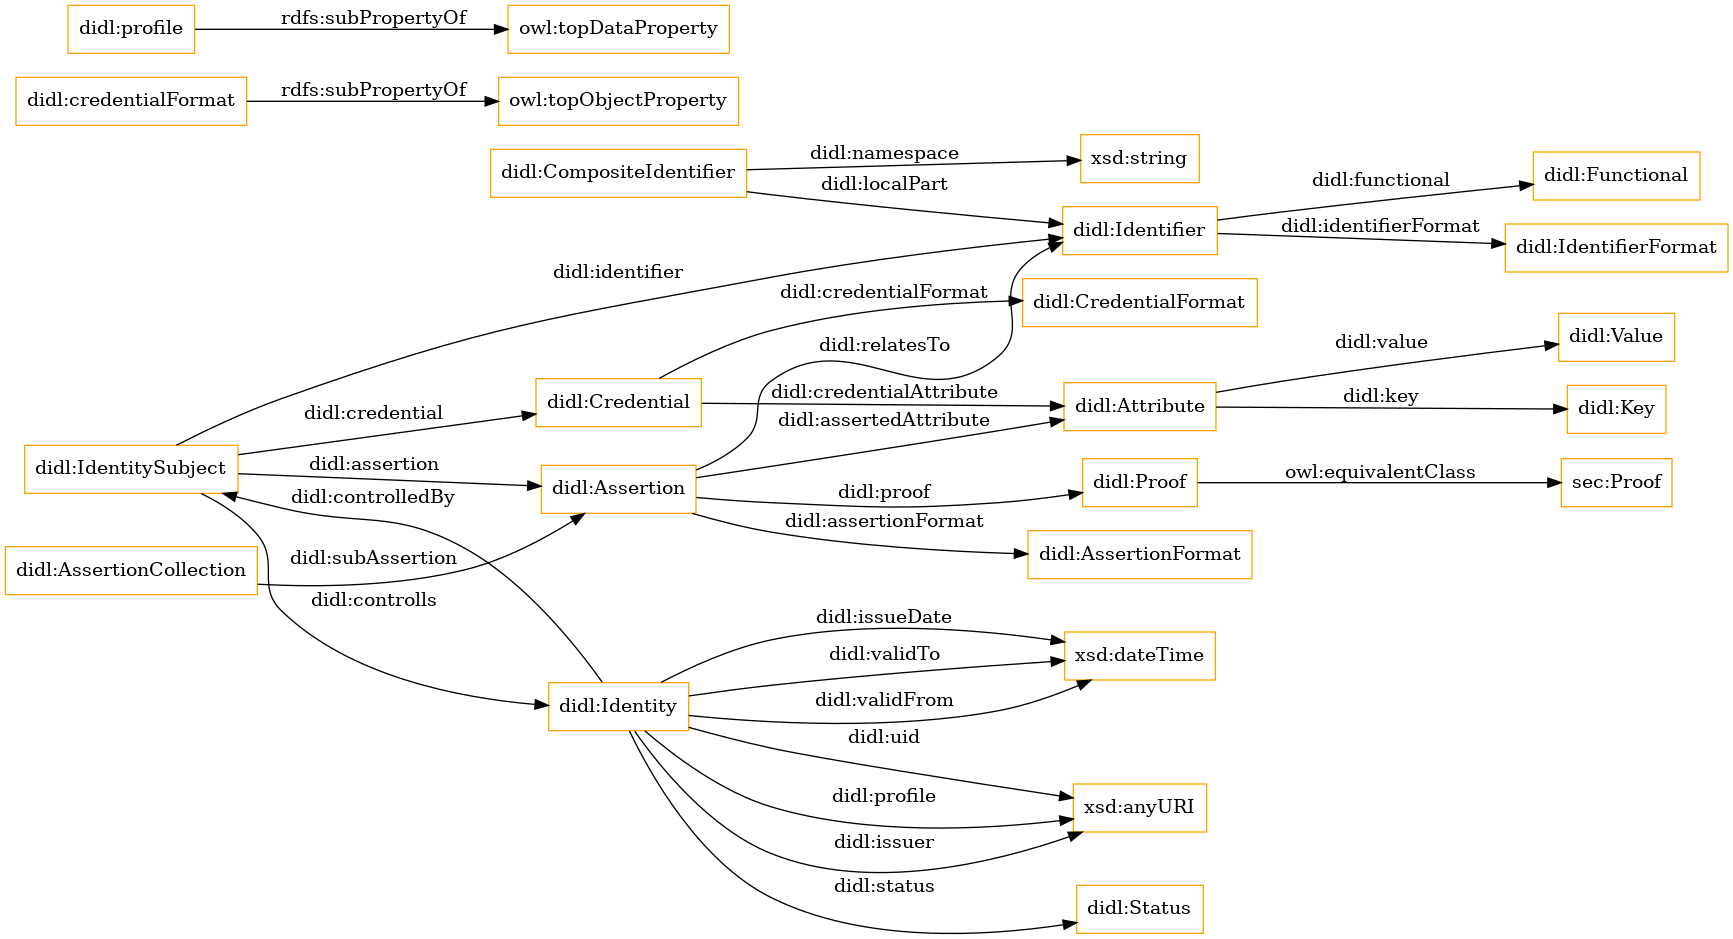 didl:profile
rdfs:subPropertyOf
owl:topDataProperty
didl:credentialFormat
rdfs:subPropertyOf
owl:topObjectProperty
didl:CompositeIdentifier
didl:namespace
xsd:string
didl:localPart
didl:Identifier
didl:functional
didl:Functional
didl:identifierFormat
didl:IdentifierFormat
didl:identifier
didl:credentialFormat
didl:CredentialFormat
didl:relatesTo
didl:value
didl:Value
didl:credential
didl:Credential
didl:credentialAttribute
didl:Attribute
didl:key
didl:Key
didl:assertedAttribute
didl:IdentitySubject
didl:assertion
didl:Assertion
didl:proof
didl:Proof
owl:equivalentClass
sec:Proof
didl:controlledBy
didl:assertionFormat
didl:AssertionFormat
didl:AssertionCollection
didl:subAssertion
didl:controlls
didl:issueDate
didl:validTo
xsd:dateTime
didl:Identity
didl:validFrom
didl:uid
didl:profile
xsd:anyURI
didl:issuer
didl:status
didl:Status